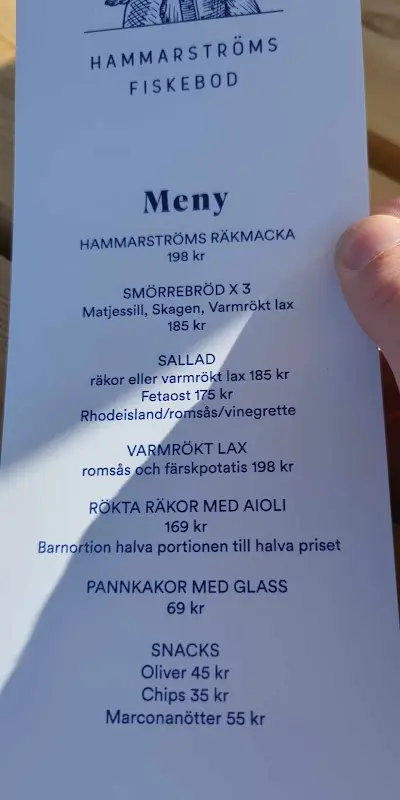 HAMMARSTRÖMS
FISKEBOD
Meny
HAMMARSTRÖMS RÄKMACKA
198 kr
SMÖRREBRÖD X 3
Matjessill, Skagen, Varmrökt lax
185 kr
SALLAD
räkor eller varmrökt lax 185 kr
Fetaost 175 kr
Rhodeisland/romsås/vinegrette
VARMRÖKT LAX
romsås och färskpotatis 198 kr
RÖKTA RÄKOR MED AIOLI
169 kr
Barnortion halva portionen till halva priset
PANNKAKOR MED GLASS
69 kr
SNACKS
Oliver 45 kr
Chips 35 kr
Marconanötter 55 kr